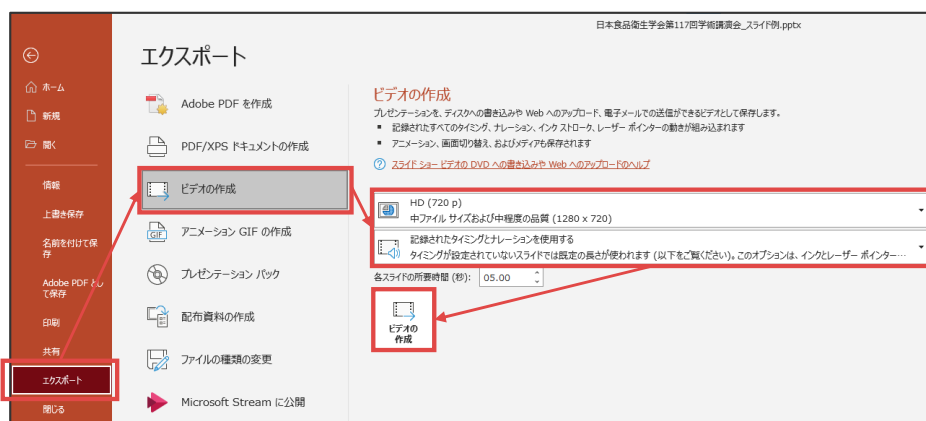 日本食品衛生学会第117回学術講演会_スライド例.pptx
ホーム
新規
開く
情報
上書き保存
名前を付けて保
存
Adobe PDF とし
て保存
印刷
共有
エクスポート
閉じる
エクスポート
Adobe PDF を作成
PDF/XPS ドキュメントの作成
ビデオの作成
GIF
アニメーション GIF の作成
プレゼンテーション パック
配布資料の作成
ファイルの種類の変更
Microsoft Stream に公開
ビデオの作成
プレゼンテーションを、ディスクへの書き込みや Web へのアップロード、電子メールでの送信ができるビデオとして保存します。
▪ 記録されたすべてのタイミング、ナレーション、インク ストローク、レーザー ポインターの動きが組み込まれます
▪ アニメーション、画面切り替え、およびメディアも保存されます
? スライド ショー ビデオの DVD への書き込みや Web へのアップロードのヘルプ
HD (720 p)
中ファイル サイズおよび中程度の品質 (1280 x 720)
記録されたタイミングとナレーションを使用する
タイミングが設定されていないスライドでは既定の長さが使われます (以下をご覧ください)。このオプションは、インクとレーザー ポインター…
各スライドの所要時間 (秒): 05.00
ビデオの
作成